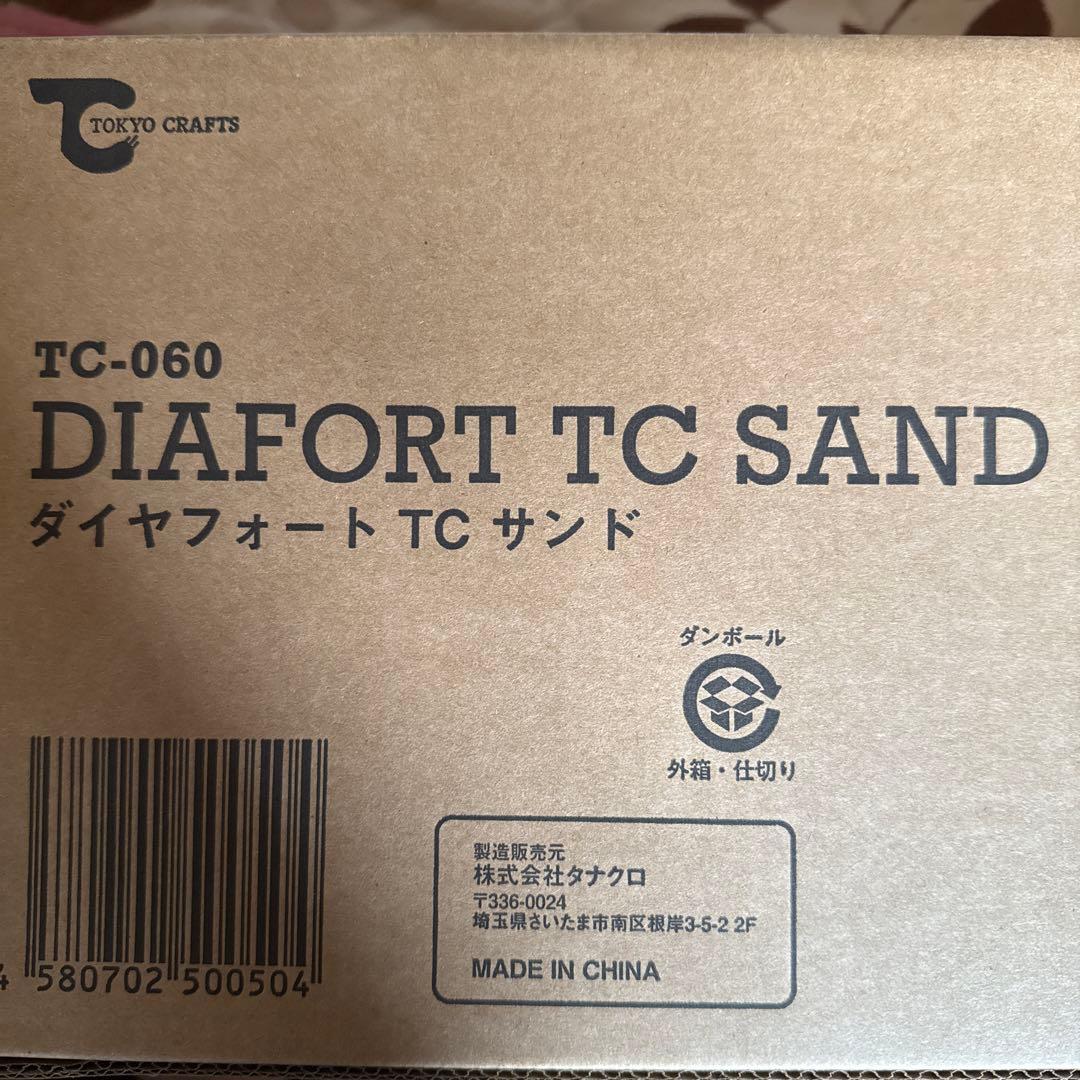 TC TOKYO CRAFTS
TC-060
DIAFORT TC SAND
ダイヤフォート TC サンド
ダンボール
外箱・仕切り
製造販売元
株式会社タナクロ
〒336-0024
埼玉県さいたま市南区根岸3-5-2 2F
MADE IN CHINA
4 580702 500504